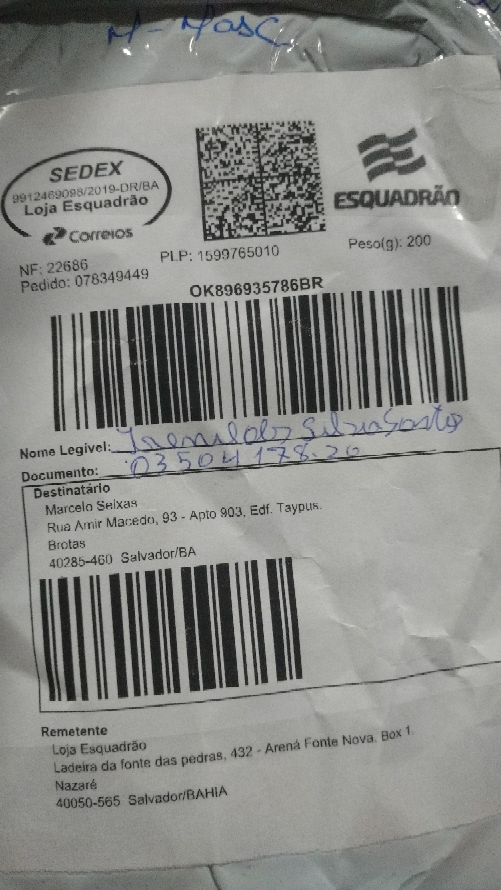 M-Masc
SEDEX
9912469098/2019-DR/BA
Loja Esquadrão
Correios
ESQUADRÃO
NF: 22686
PLP: 1599765010
Peso(g): 200
Pedido: 078349449
OK896935786BR
Nome Legível:
Documento: 03504178-20
Destinatário
Marcelo Seixas
Rua Amir Macedo, 93 - Apto 903, Edf. Taypus.
Brotas
40285-460 Salvador/BA
Remetente
Loja Esquadrão
Ladeira da fonte das pedras, 432 - Arená Fonte Nova. Box 1.
Nazaré
40050-565 Salvador/BAHIA